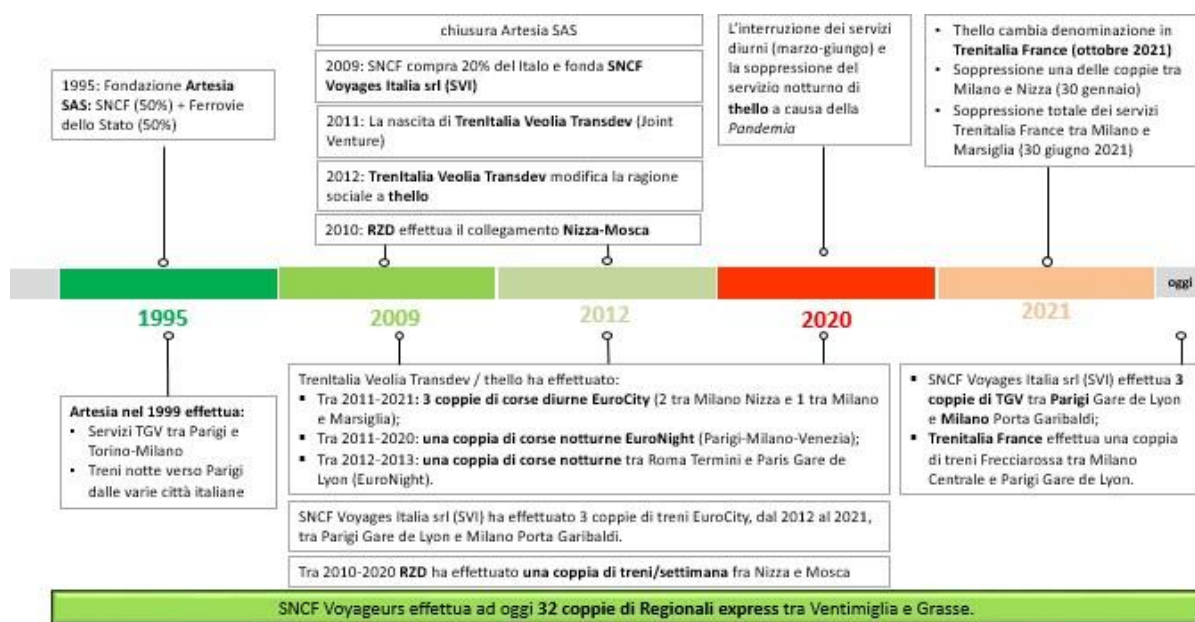 1995: Fondazione Artesia
SAS: SNCF (50%) + Ferrovie
dello Stato (50%)
chiusura Artesia SAS
2009: SNCF compra 20% del Italo e fonda SNCF
Voyages Italia srl (SVI)
2011: La nascita di TrenItalia Veolia Transdev (Joint
Venture)
2012: TrenItalia Veolia Transdev modifica la ragione
sociale a thello
2010: RZD effettua il collegamento Nizza-Mosca
L'interruzione dei servizi
diurni (marzo-giungo) e
la soppressione del
servizio notturno di
thello a causa della
Pandemia
• Thello cambia denominazione in
Trenitalia France (ottobre 2021)
• Soppressione una delle coppie tra
Milano e Nizza (30 gennaio)
• Soppressione totale dei servizi
Trenitalia France tra Milano e
Marsiglia (30 giugno 2021)
oggi
1995
2009
2012
2020
2021
Artesia nel 1999 effettua:
• Servizi TGV tra Parigi e
Torino-Milano
• Treni notte verso Parigi
dalle varie città italiane
TrenItalia Veolia Transdev / thello ha effettuato:
▪ Tra 2011-2021: 3 coppie di corse diurne EuroCity (2 tra Milano Nizza e 1 tra Milano
e Marsiglia);
▪ Tra 2011-2020: una coppia di corse notturne EuroNight (Parigi-Milano-Venezia);
▪ Tra 2012-2013: una coppia di corse notturne tra Roma Termini e Paris Gare de
Lyon (EuroNight).
SNCF Voyages Italia srl (SVI) ha effettuato 3 coppie di treni EuroCity, dal 2012 al 2021,
tra Parigi Gare de Lyon e Milano Porta Garibaldi.
Tra 2010-2020 RZD ha effettuato una coppia di treni/settimana fra Nizza e Mosca
▪ SNCF Voyages Italia srl (SVI) effettua 3
coppie di TGV tra Parigi Gare de Lyon
e Milano Porta Garibaldi;
▪ Trenitalia France effettua una coppia
di treni Frecciarossa tra Milano
Centrale e Parigi Gare de Lyon.
SNCF Voyageurs effettua ad oggi 32 coppie di Regionali express tra Ventimiglia e Grasse.